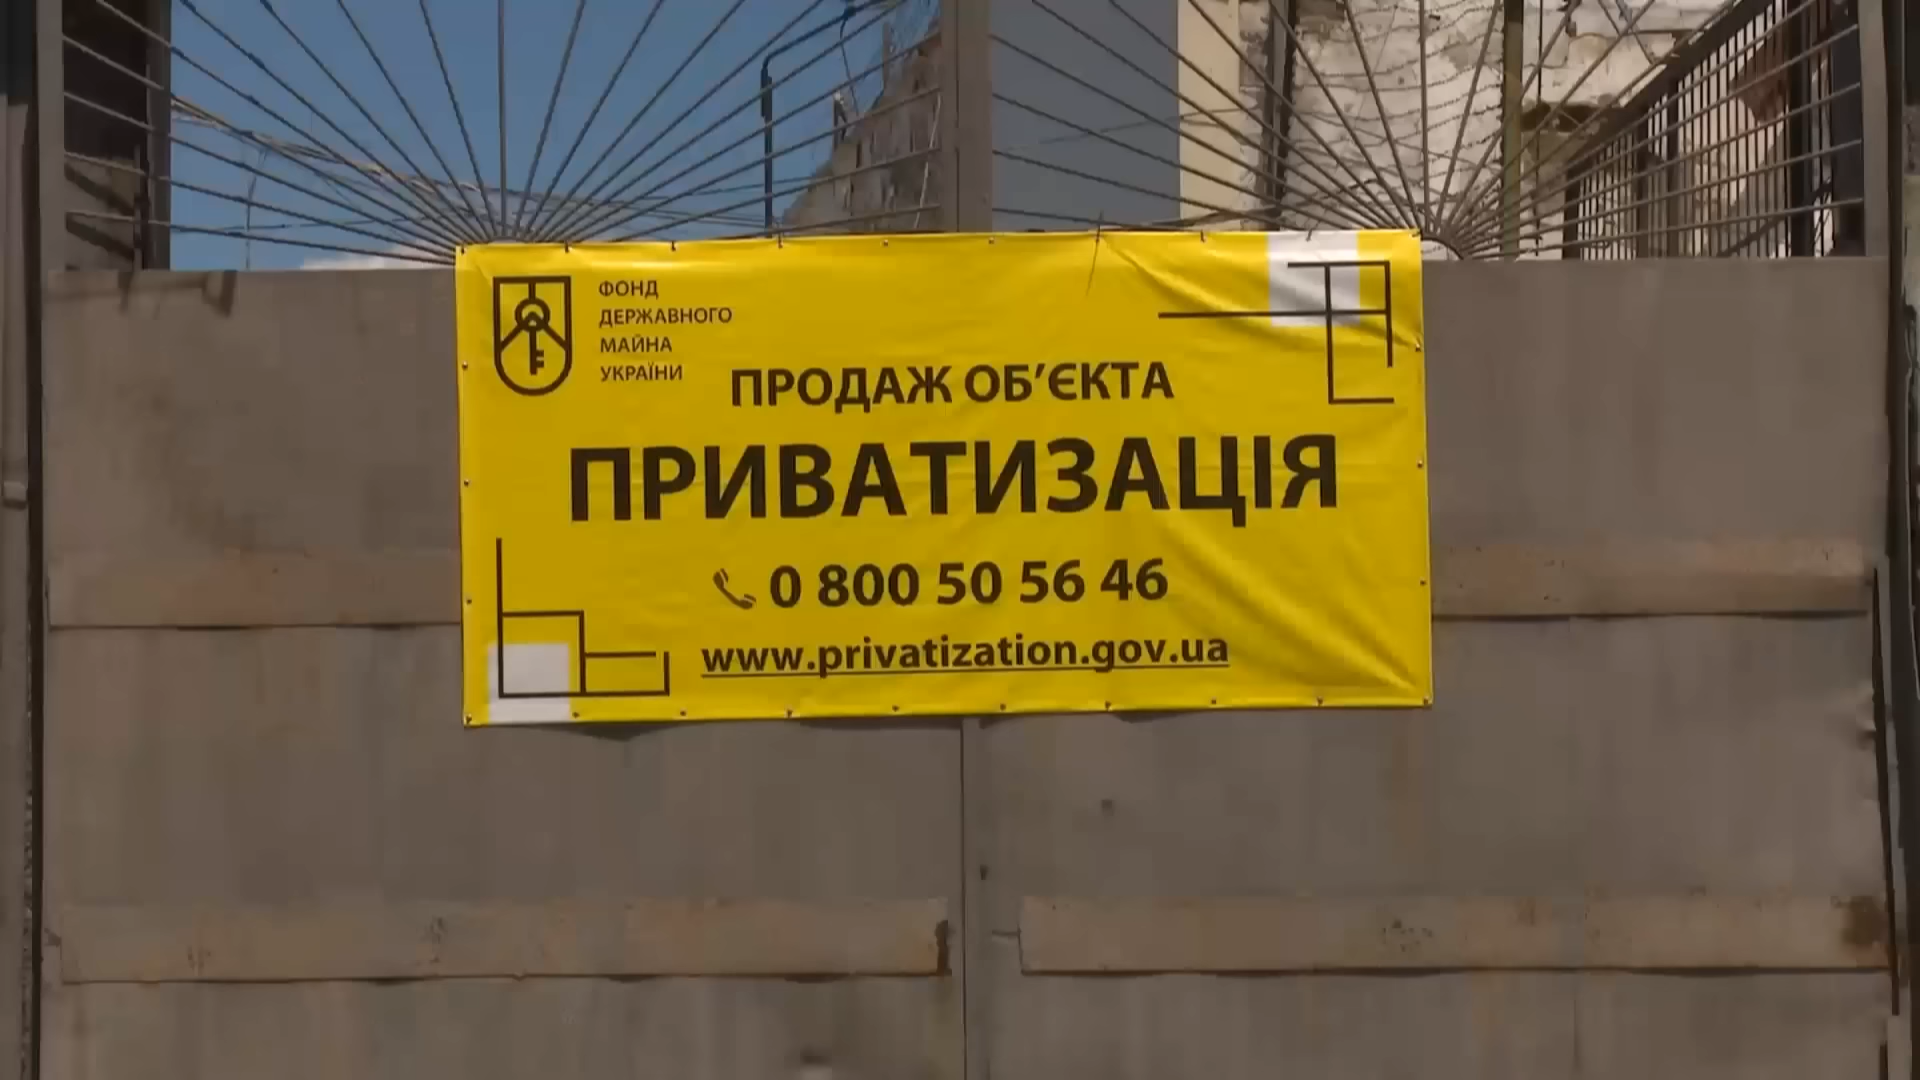 ФОНД
ДЕРЖАВНОГО
МАЙНА
УКРАЇНИ
ПРОДАЖ ОБ’ЄКТА
ПРИВАТИЗАЦІЯ
0 800 50 56 46
www.privatization.gov.ua